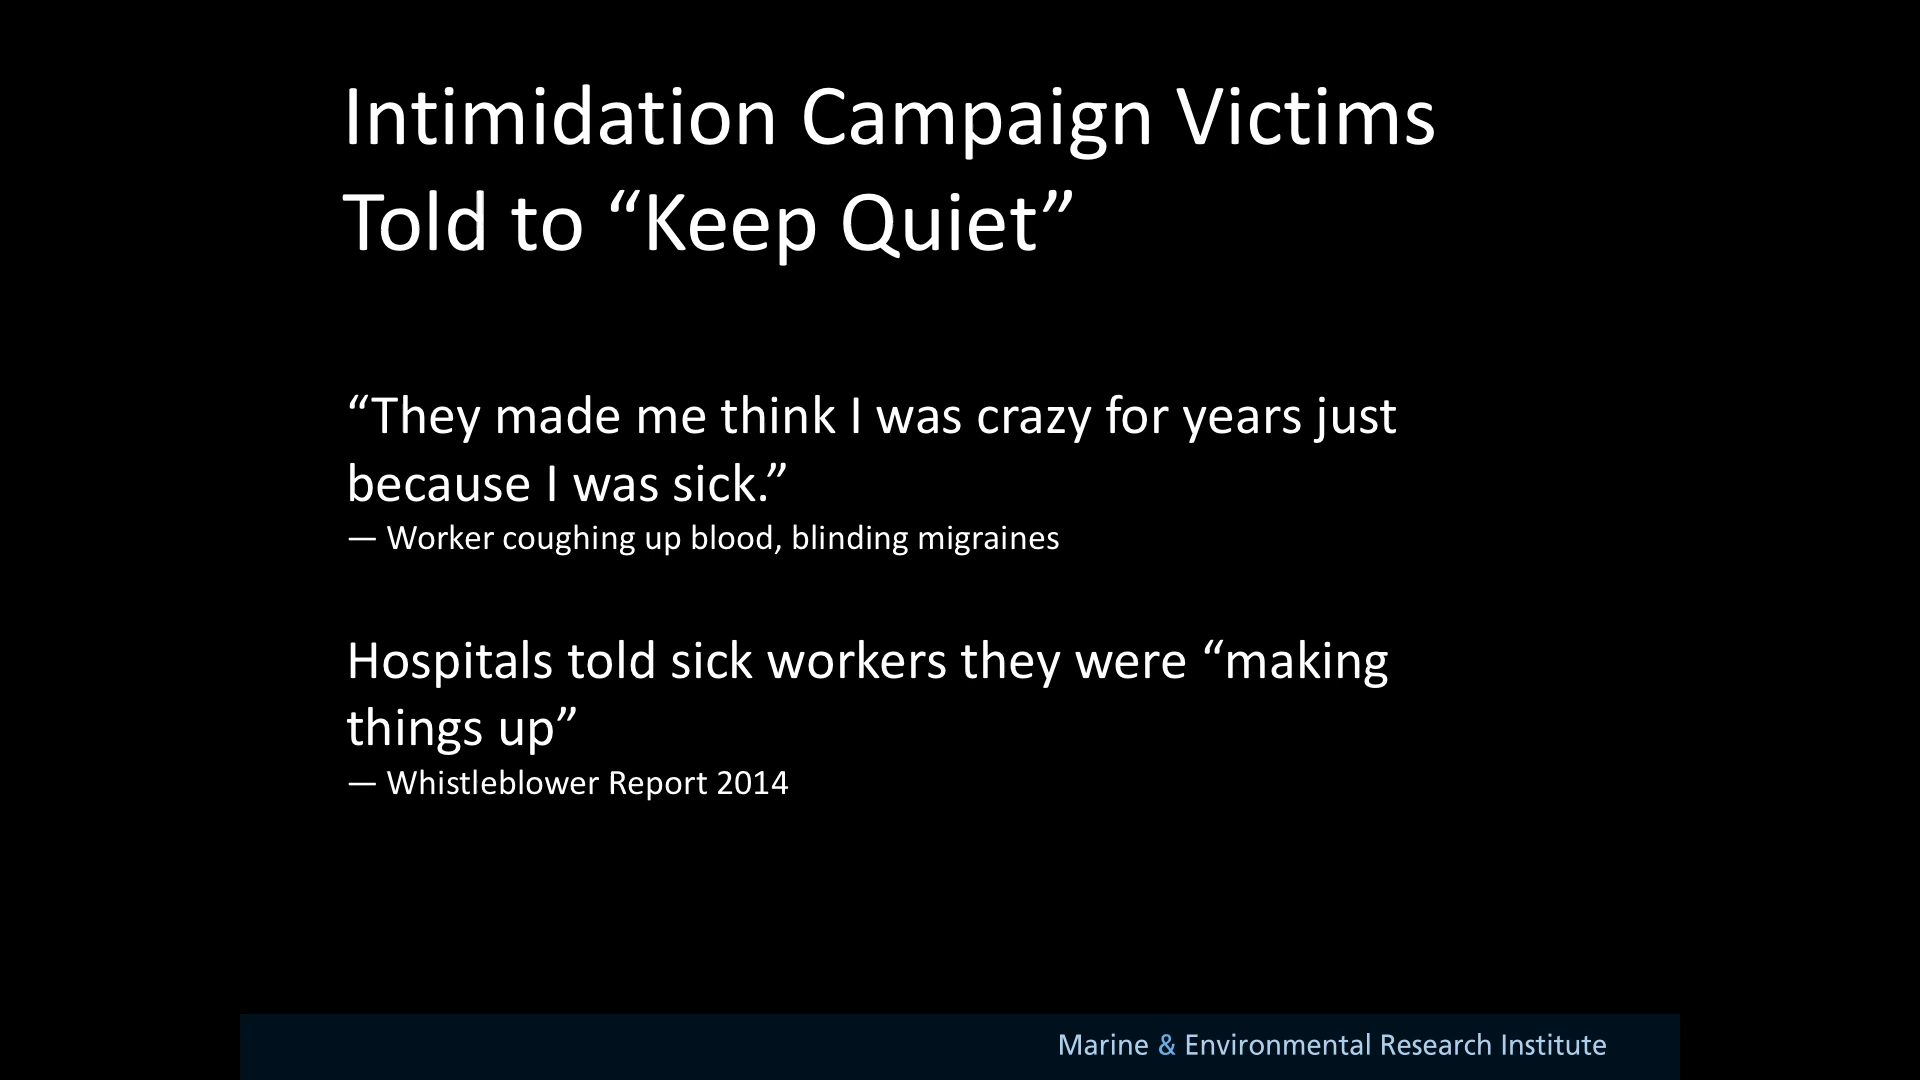 Intimidation Campaign Victims
Told to “Keep Quiet”
“They made me think I was crazy for years just
because I was sick.”
— Worker coughing up blood, blinding migraines
Hospitals told sick workers they were “making
things up”
— Whistleblower Report 2014
Marine & Environmental Research Institute